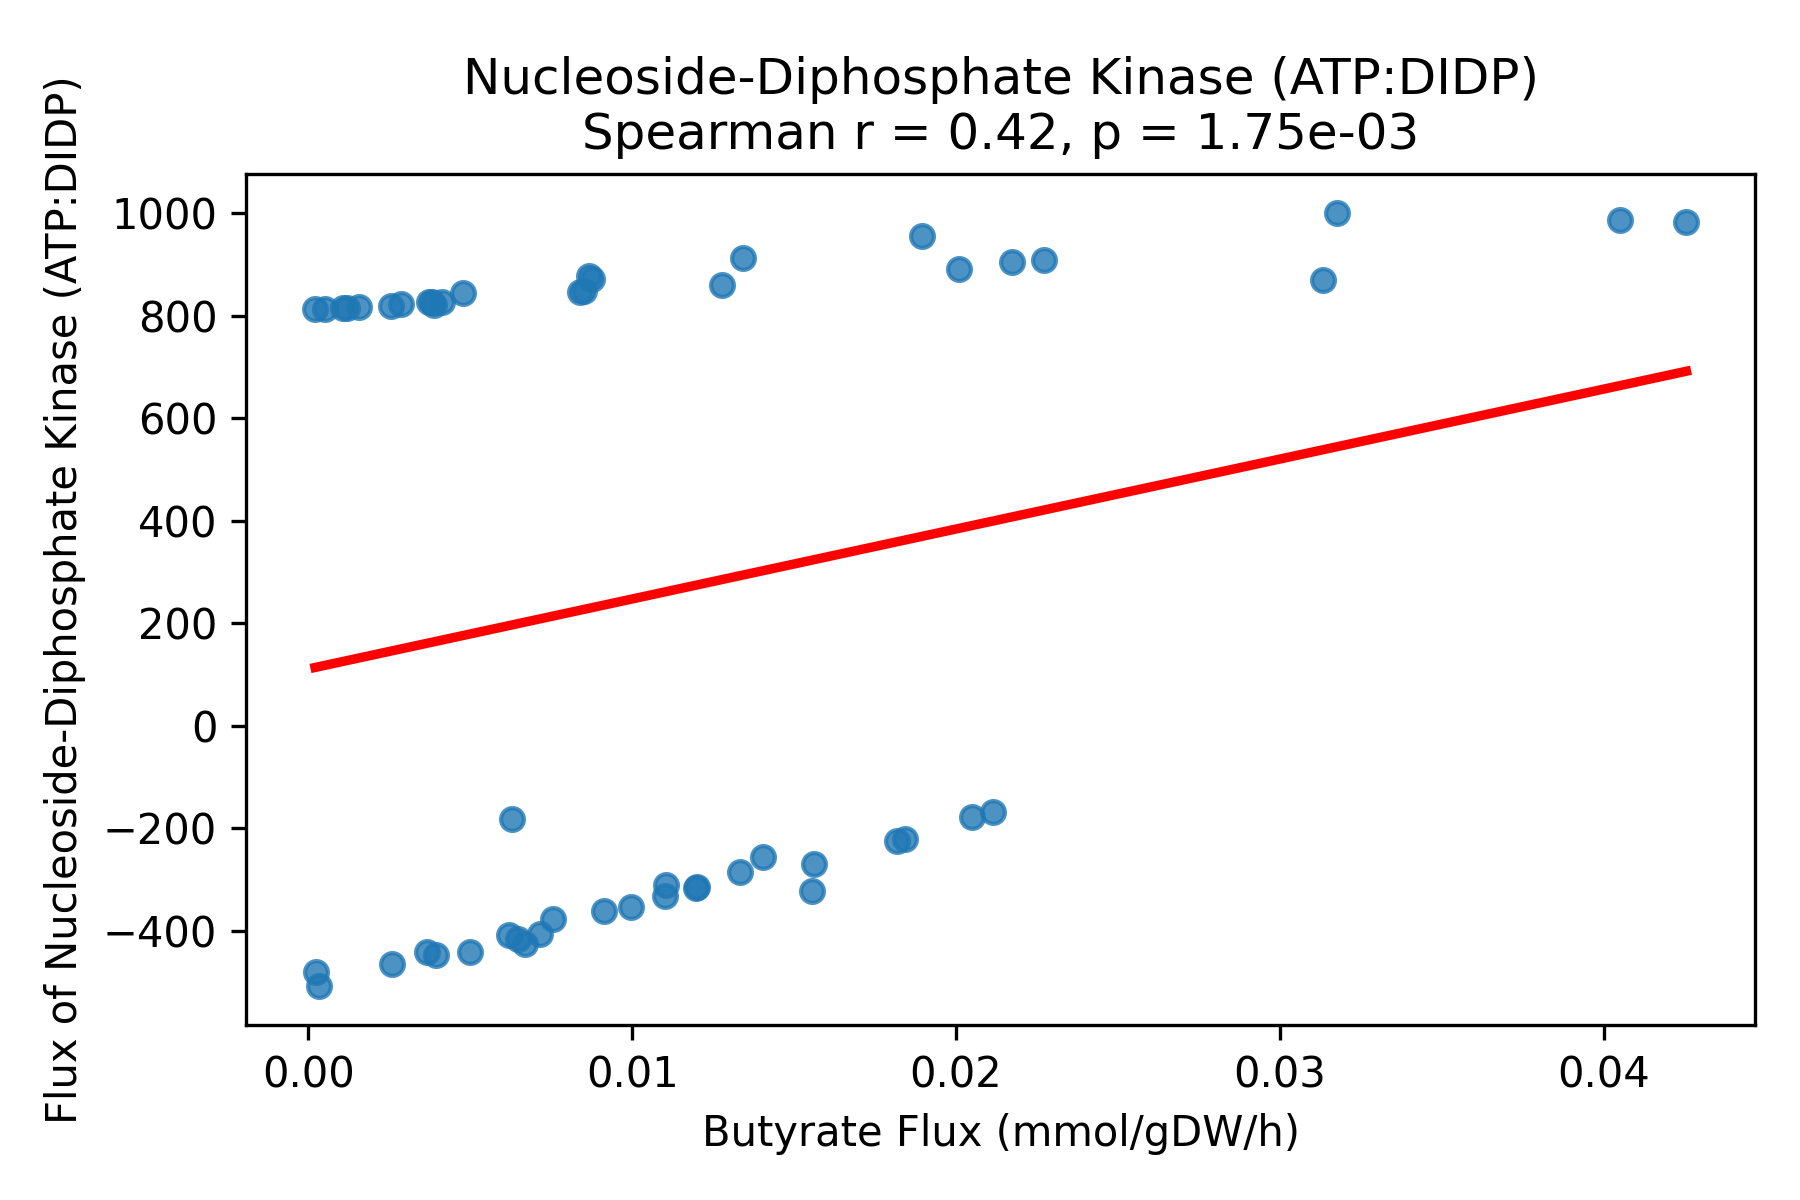 Nucleoside-Diphosphate Kinase (ATP:DIDP)
Spearman r = 0.42, p = 1.75e-03
Flux of Nucleoside-Diphosphate Kinase (ATP:DIDP)
1000
800
600
400
200
0
−200
−400
0.00 0.01 0.02 0.03 0.04
Butyrate Flux (mmol/gDW/h)